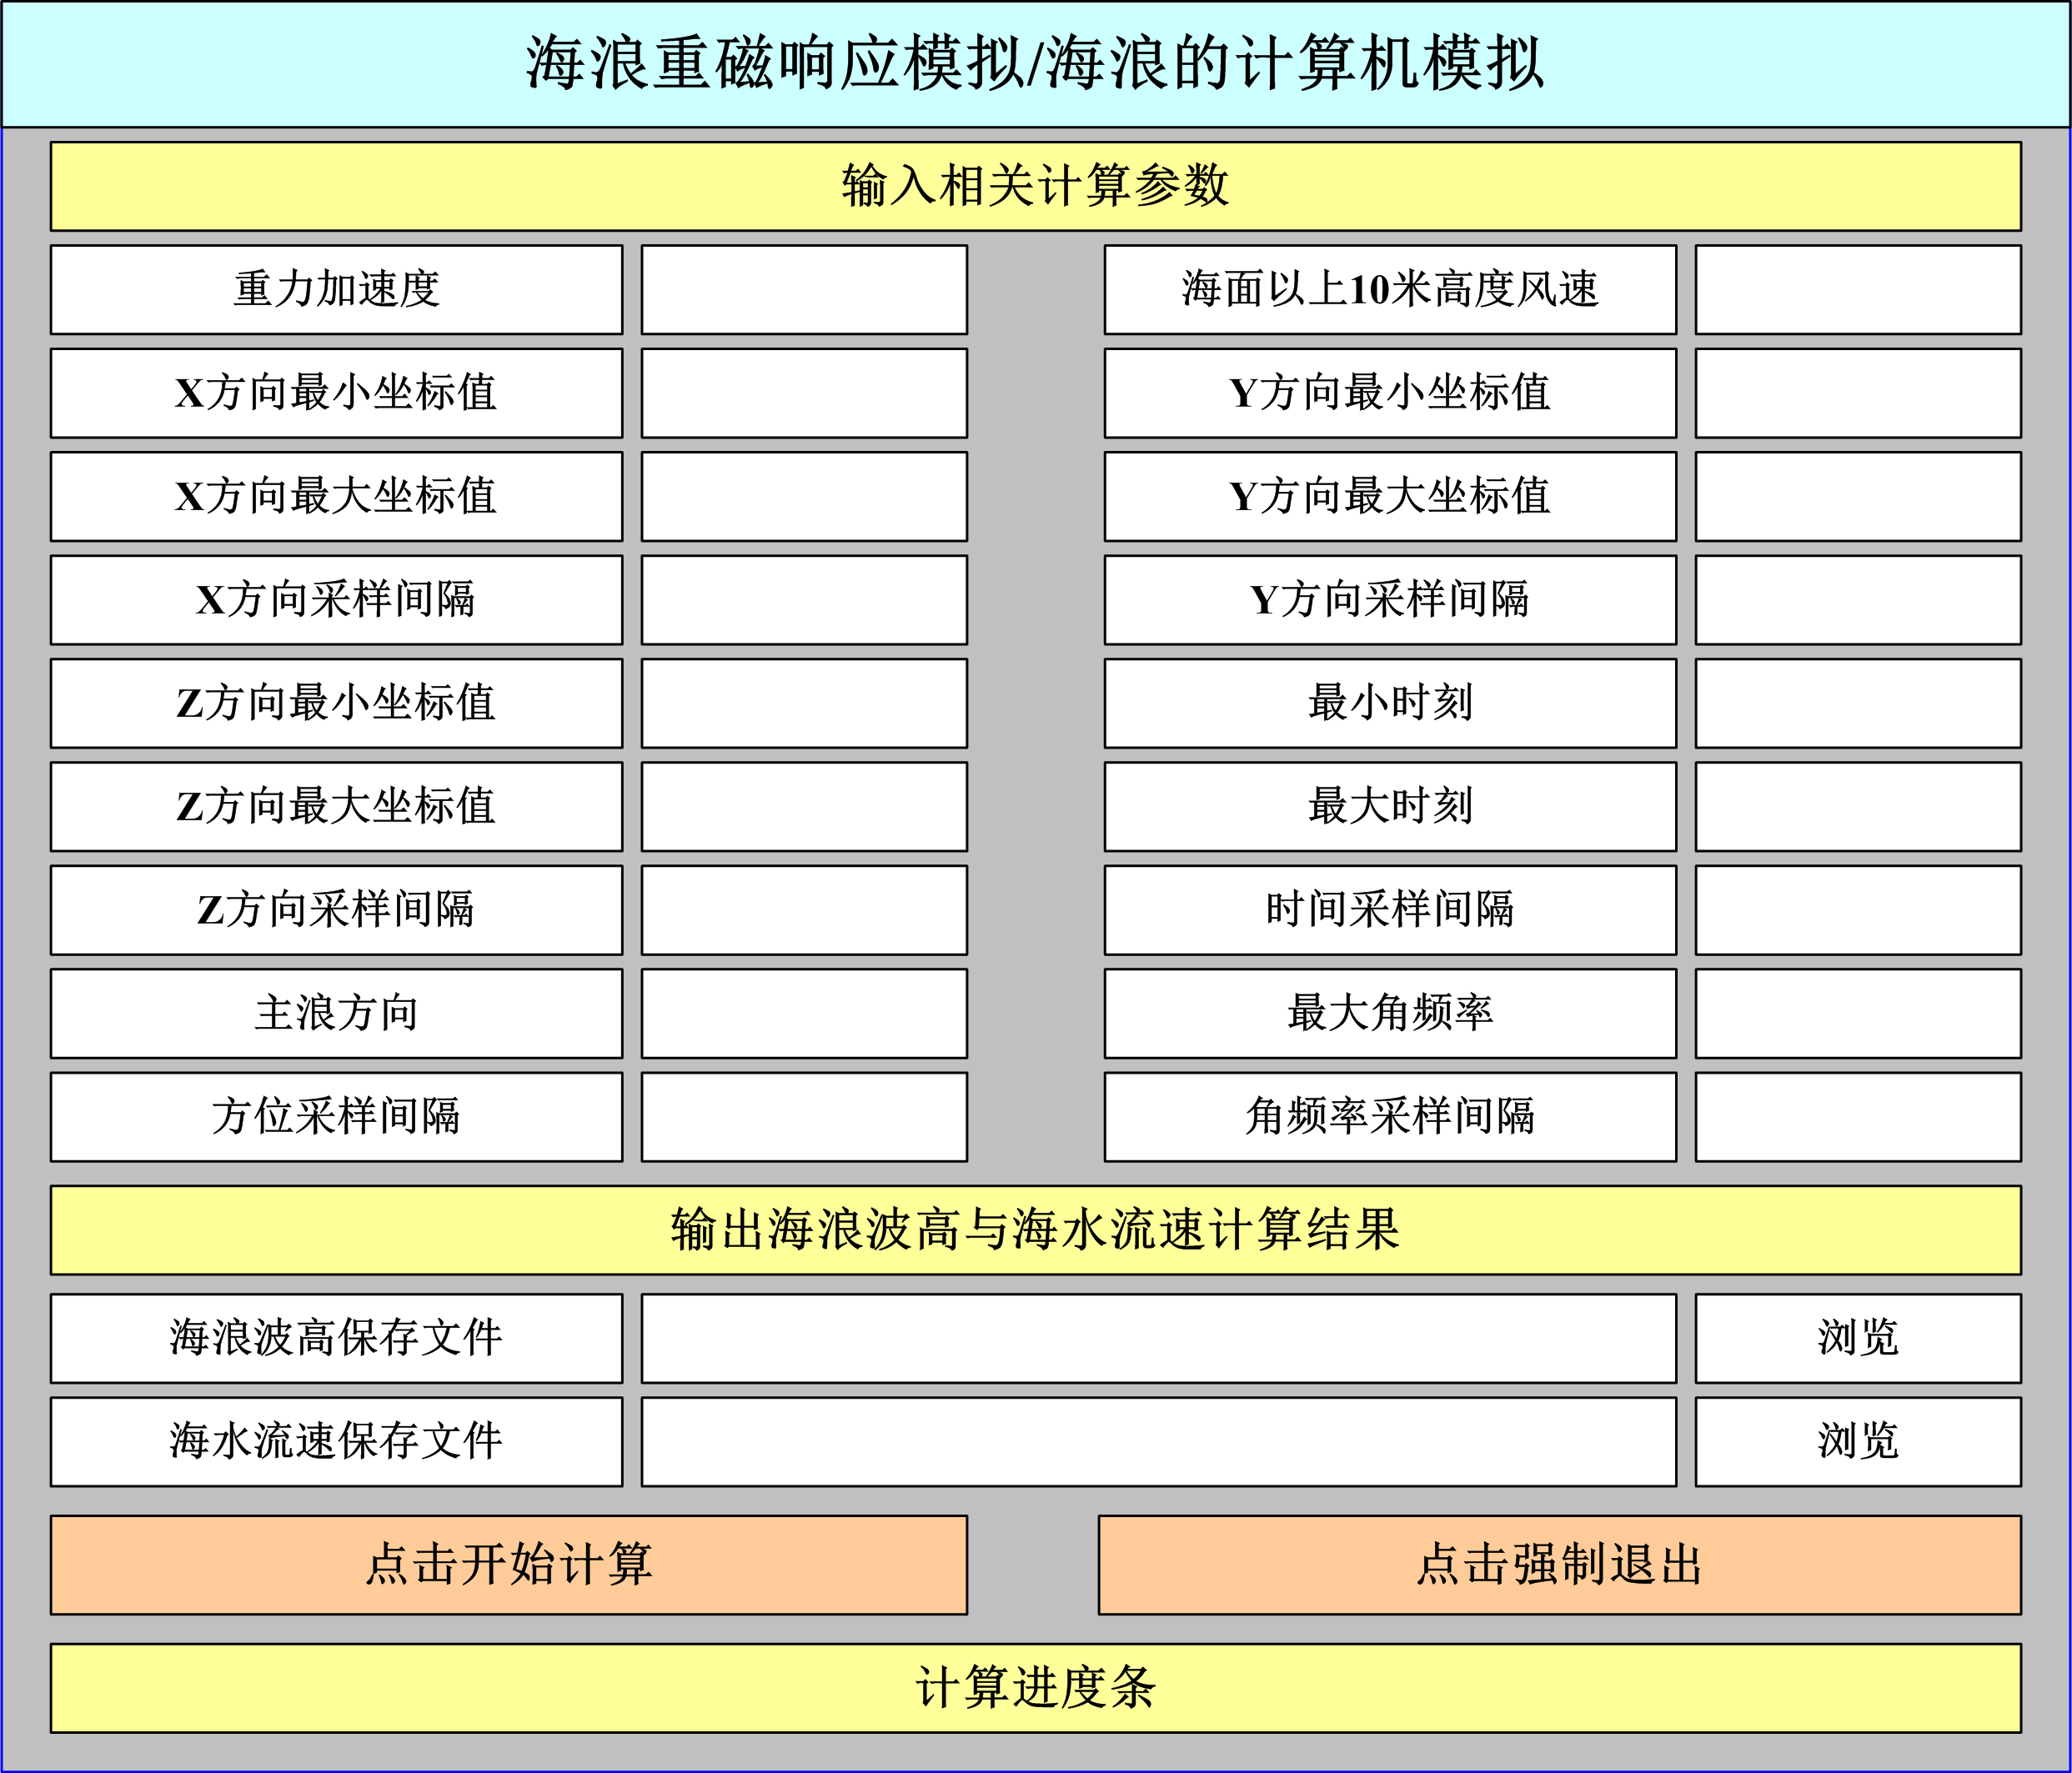 海浪重磁响应模拟/海浪的计算机模拟
输入相关计算参数
重力加速度
海面以上10米高度风速
X方向最小坐标值
Y方向最小坐标值
X方向最大坐标值
Y方向最大坐标值
X方向采样间隔
Y方向采样间隔
Z方向最小坐标值
最小时刻
Z方向最大坐标值
最大时刻
Z方向采样间隔
时间采样间隔
主浪方向
最大角频率
方位采样间隔
角频率采样间隔
输出海浪波高与海水流速计算结果
海浪波高保存文件
浏览
海水流速保存文件
浏览
点击开始计算
点击强制退出
计算进度条